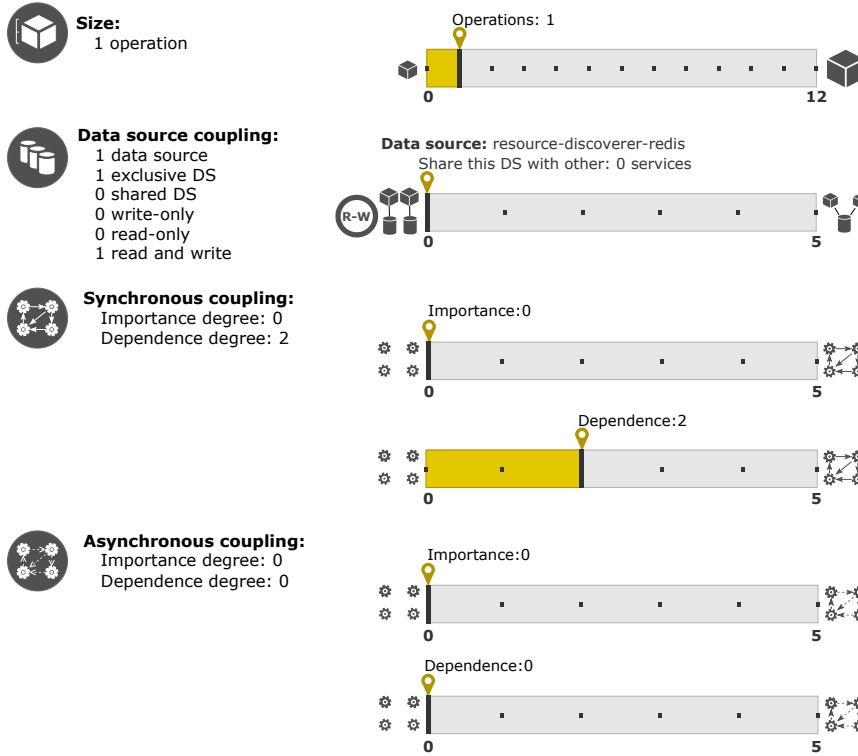 Size:
1 operation
Operations: 1
0
12
Data source coupling:
1 data source
1 exclusive DS
0 shared DS
0 write-only
0 read-only
1 read and write
Data source: resource-discoverer-redis
Share this DS with other: 0 services
R-W
0
5
Synchronous coupling:
Importance degree: 0
Dependence degree: 2
Importance:0
0
5
Dependence:2
0
5
Asynchronous coupling:
Importance degree: 0
Dependence degree: 0
Importance:0
0
5
Dependence:0
0
5